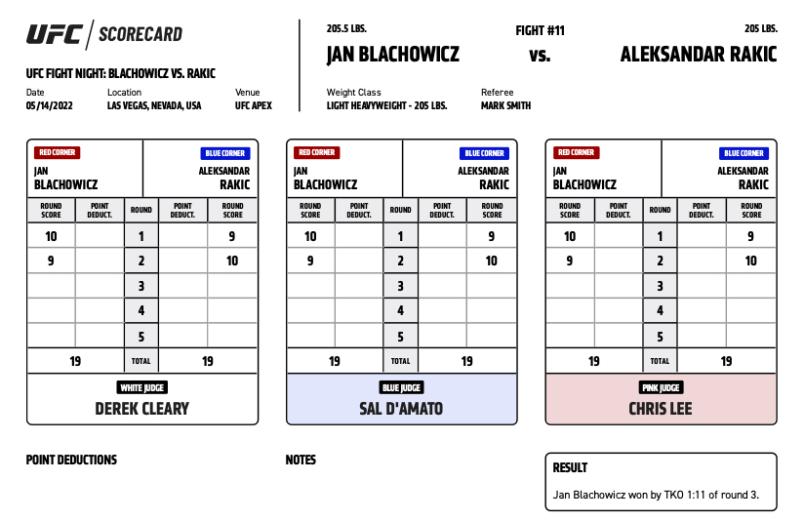 UFC / SCORECARD
UFC FIGHT NIGHT: BLACHOWICZ VS. RAKIC
Date Location Venue
05/14/2022 LAS VEGAS, NEVADA, USA UFC APEX
205.5 LBS. FIGHT #11 205 LBS.
JAN BLACHOWICZ VS. ALEKSANDAR RAKIC
Weight Class Referee
LIGHT HEAVYWEIGHT - 205 LBS. MARK SMITH
RED CORNER BLUE CORNER
JAN ALEKSANDAR
BLACHOWICZ RAKIC
ROUND SCORE POINT DEDUCT. ROUND POINT DEDUCT. ROUND SCORE
10 1 9
9 2 10
3
4
5
19 TOTAL 19
WHITE JUDGE
DEREK CLEARY
RED CORNER BLUE CORNER
JAN ALEKSANDAR
BLACHOWICZ RAKIC
ROUND SCORE POINT DEDUCT. ROUND POINT DEDUCT. ROUND SCORE
10 1 9
9 2 10
3
4
5
19 TOTAL 19
BLUE JUDGE
SAL D'AMATO
RED CORNER BLUE CORNER
JAN ALEKSANDAR
BLACHOWICZ RAKIC
ROUND SCORE POINT DEDUCT. ROUND POINT DEDUCT. ROUND SCORE
10 1 9
9 2 10
3
4
5
19 TOTAL 19
PINK JUDGE
CHRIS LEE
POINT DEDUCTIONS
NOTES
RESULT
Jan Blachowicz won by TKO 1:11 of round 3.